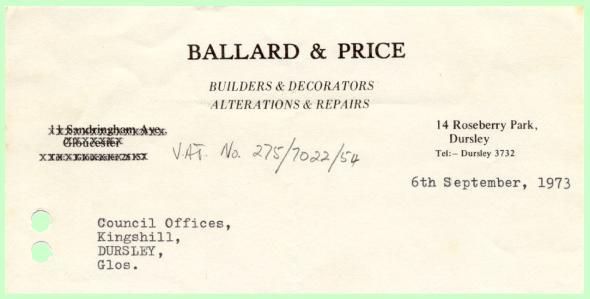 BALLARD & PRICE
BUILDERS & DECORATORS
ALTERATIONS & REPAIRS
11 Sandringham Ave.
Gloucester
14 Roseberry Park,
Dursley
Tel:– Dursley 3732
V.A.T. No. 275/7022/54
6th September, 1973
Council Offices,
Kingshill,
DURSLEY,
Glos.